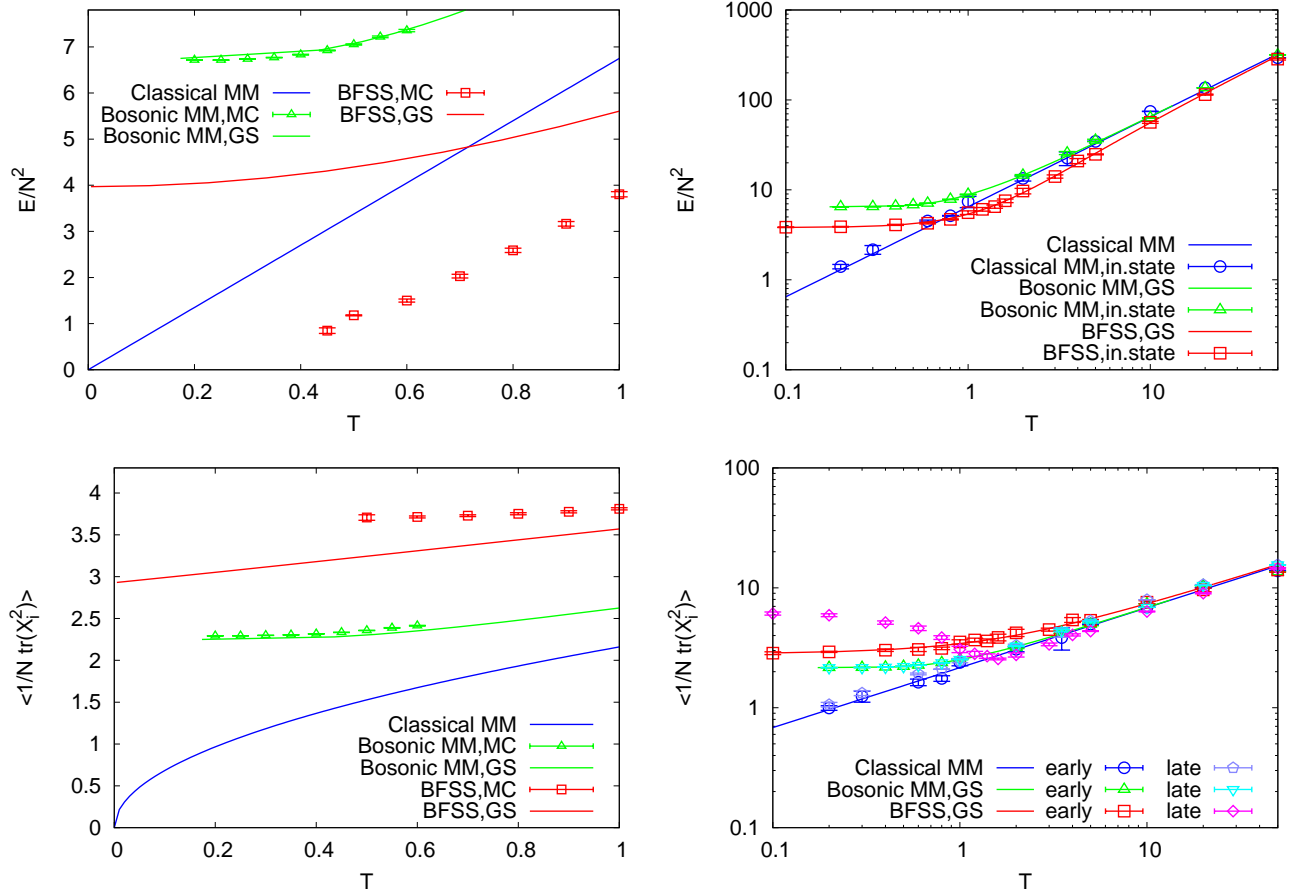 7
6
5
4
3
2
1
0
E/N²
0 0.2 0.4 0.6 0.8 1
T
Classical MM
Bosonic MM,MC
Bosonic MM,GS
BFSS,MC
BFSS,GS
1000
100
10
1
0.1
E/N²
0.1 1 10
T
Classical MM
Classical MM,in.state
Bosonic MM,GS
Bosonic MM,in.state
BFSS,GS
BFSS,in.state
4
3.5
3
2.5
2
1.5
1
0.5
0
<1/N tr(Xᵢ²)>
0 0.2 0.4 0.6 0.8 1
T
Classical MM
Bosonic MM,MC
Bosonic MM,GS
BFSS,MC
BFSS,GS
100
10
1
0.1
<1/N tr(Xᵢ²)>
0.1 1 10
T
Classical MM early late
Bosonic MM,GS early late
BFSS,GS early late